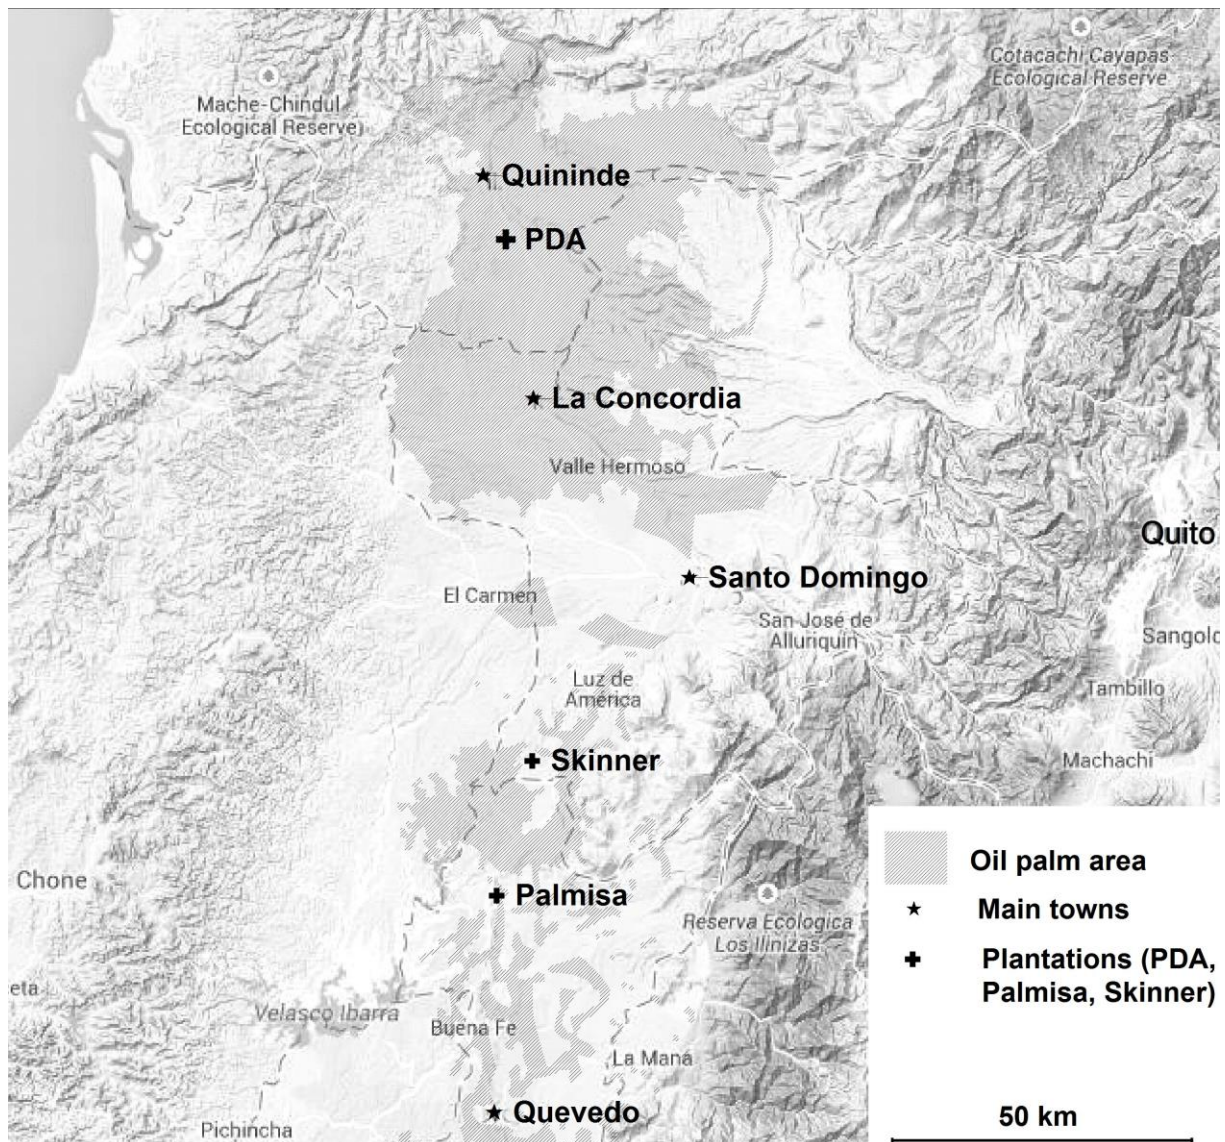 Cotacachi Cayapas
Ecological Reserve
Mache-Chindul
Ecological Reserve
Quininde
PDA
La Concordia
Valle Hermoso
Quito
Santo Domingo
El Carmen
San José de
Alluriquin
Sangolo
Luz de
América
Tambillo
Skinner
Machachi
Oil palm area
Chone
Palmisa
Main towns
Reserva Ecologica
Los Ilinizas
Plantations (PDA,
Palmisa, Skinner)
eta
Velasco Ibarra
Buena Fe
La Maná
Quevedo
50 km
Pichincha